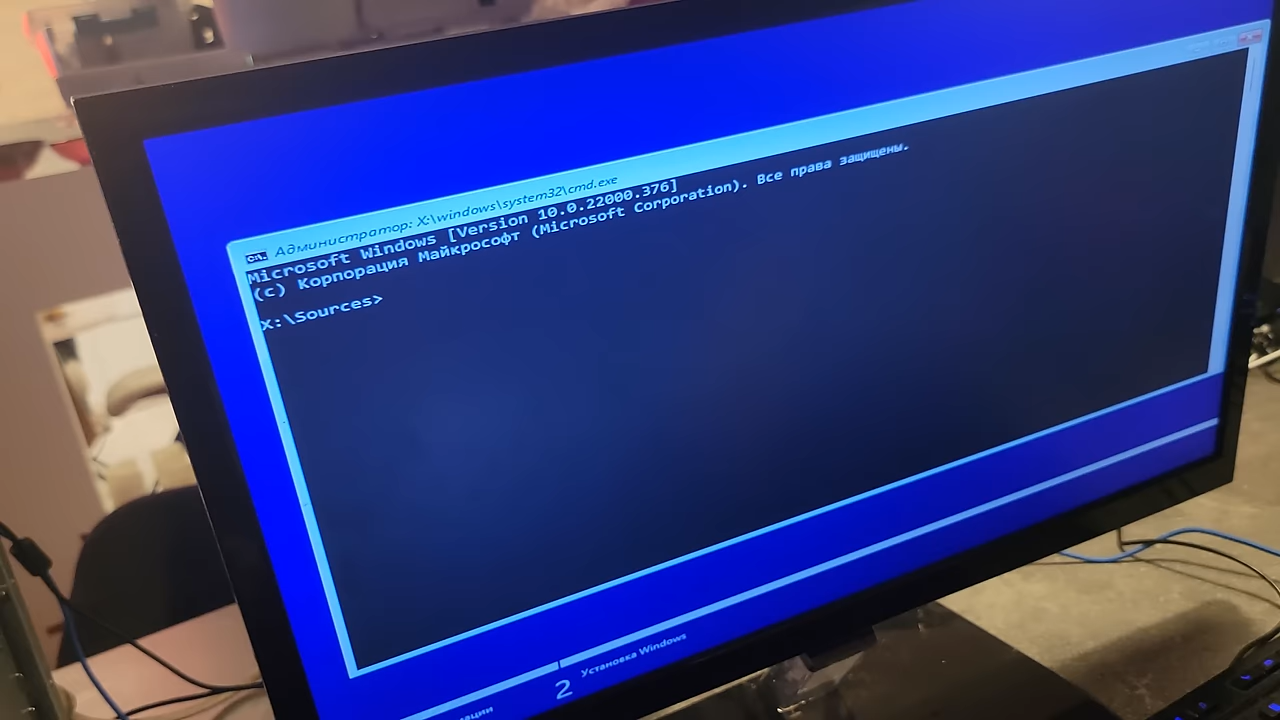 Администратор: X:\windows\system32\cmd.exe
Microsoft Windows [Version 10.0.22000.376]
(c) Корпорация Майкрософт (Microsoft Corporation). Все права защищены.
X:\Sources>
2 Установка Windows